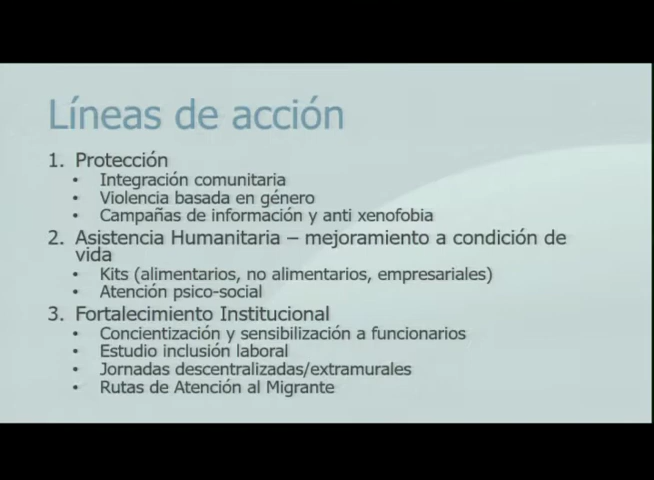 Líneas de acción
1. Protección
• Integración comunitaria
• Violencia basada en género
• Campañas de información y anti xenofobia
2. Asistencia Humanitaria – mejoramiento a condición de
vida
• Kits (alimentarios, no alimentarios, empresariales)
• Atención psico-social
3. Fortalecimiento Institucional
• Concientización y sensibilización a funcionarios
• Estudio inclusión laboral
• Jornadas descentralizadas/extramurales
• Rutas de Atención al Migrante